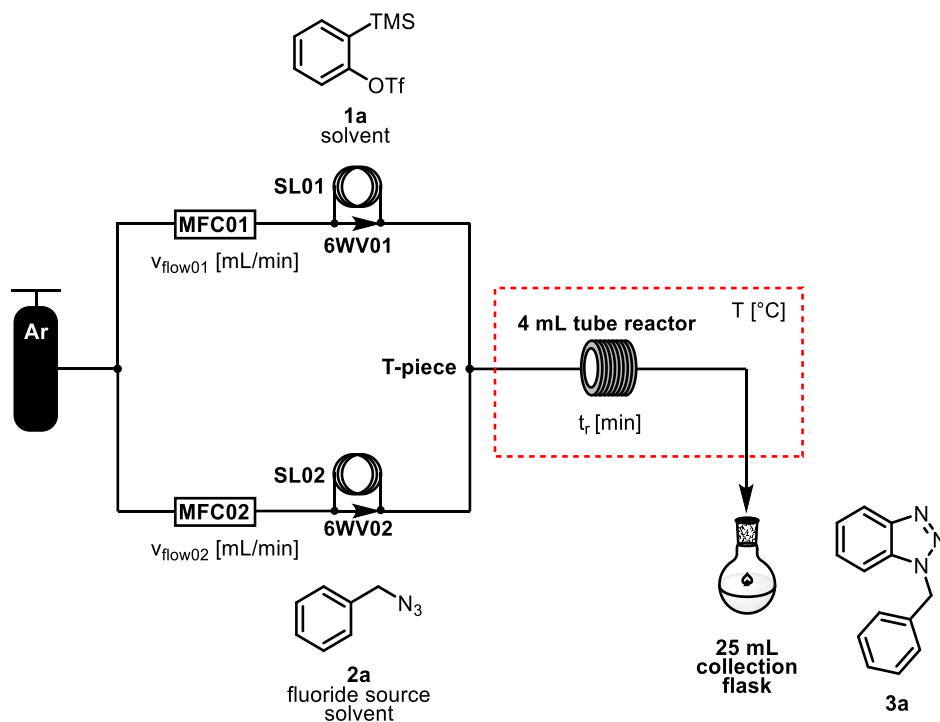 TMS
OTf
1a
solvent
SL01
MFC01
6WV01
vflow01 [mL/min]
Ar
T [°C]
4 mL tube reactor
T-piece
tr [min]
SL02
MFC02
6WV02
vflow02 [mL/min]
N3
2a
fluoride source
solvent
25 mL
collection
flask
N
N
N
3a